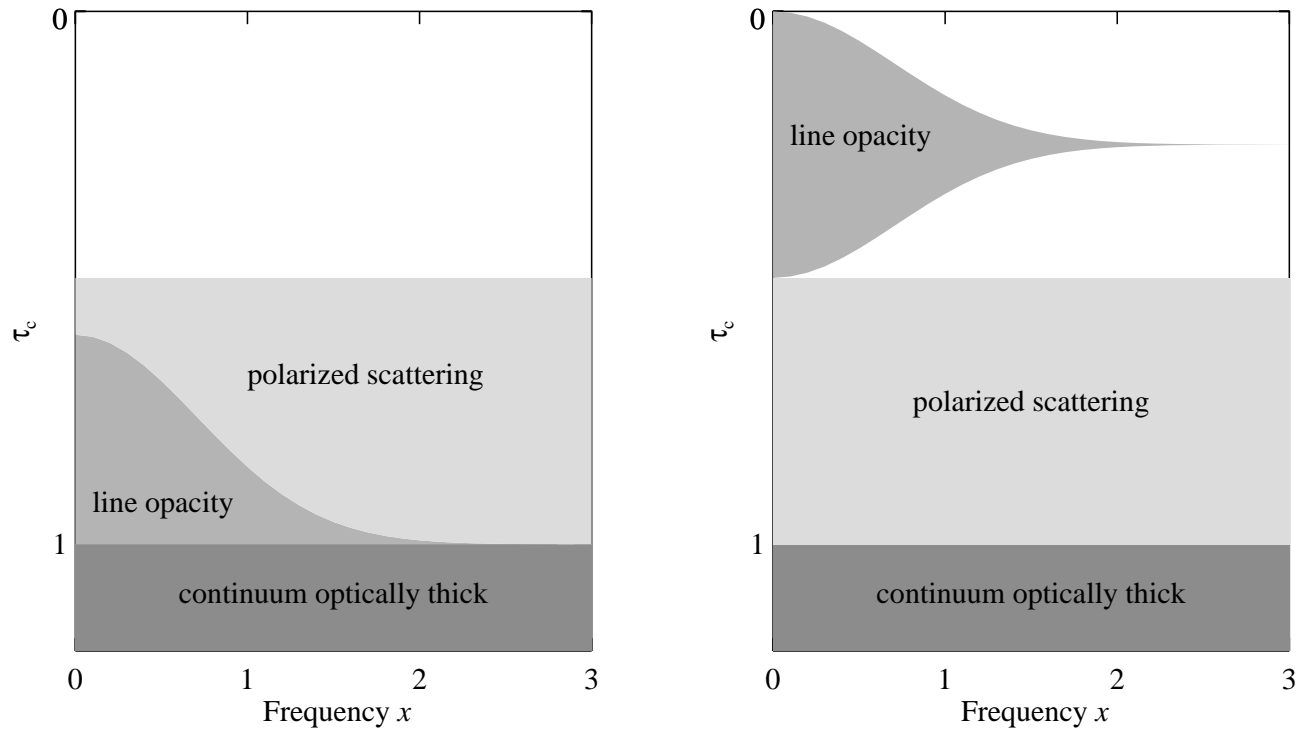 0
τc
polarized scattering
line opacity
1
continuum optically thick
0 1 2 3
Frequency x
0
line opacity
τc
polarized scattering
1
continuum optically thick
0 1 2 3
Frequency x